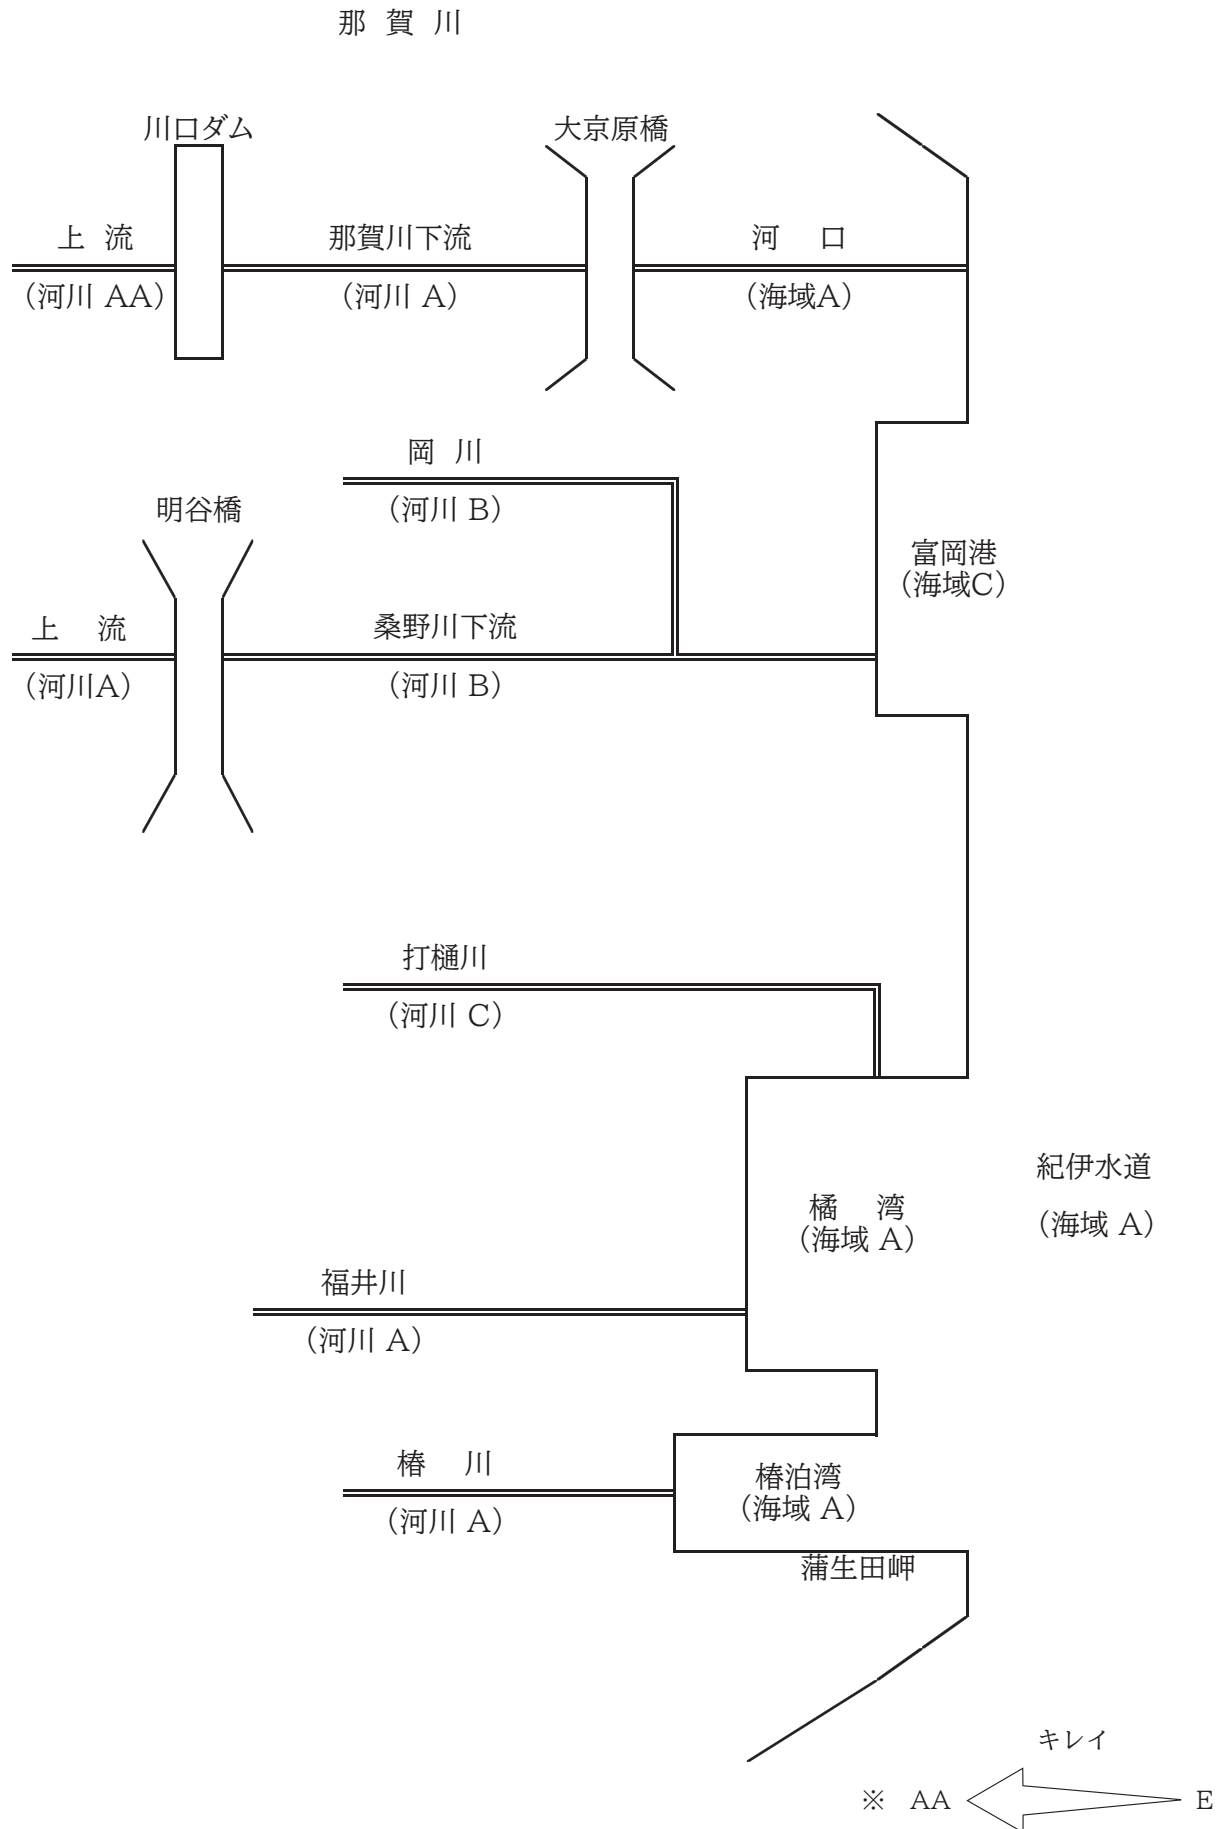 那 賀 川
川口ダム
大京原橋
上 流
那賀川下流
河 口
（河川 AA）
（河川 A）
（海域A）
岡 川
（河川 B）
明谷橋
富岡港
（海域C）
上 流
桑野川下流
（河川A）
（河川 B）
打樋川
（河川 C）
紀伊水道
（海域 A）
橘 湾
（海域 A）
福井川
（河川 A）
椿 川
（河川 A）
椿泊湾
（海域 A）
蒲生田岬
キレイ
※ AA E